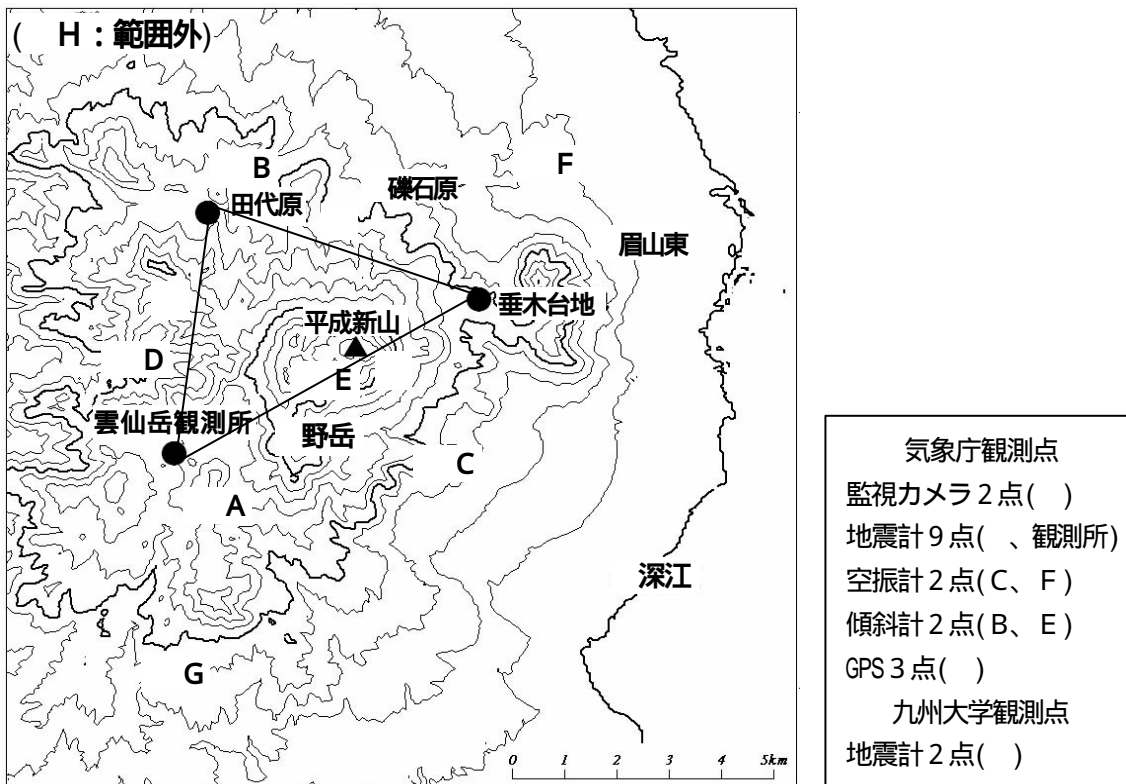 ( H：範囲外)
B
F
田代原
礫石原
眉山東
垂木台地
平成新山
D
E
雲仙岳観測所
野岳
C
A
深江
G
0 1 2 3 4 5km
気象庁観測点
監視カメラ2点( )
地震計9点( 、観測所)
空振計2点(C、F)
傾斜計2点(B、E)
GPS3点( )
九州大学観測点
地震計2点( )